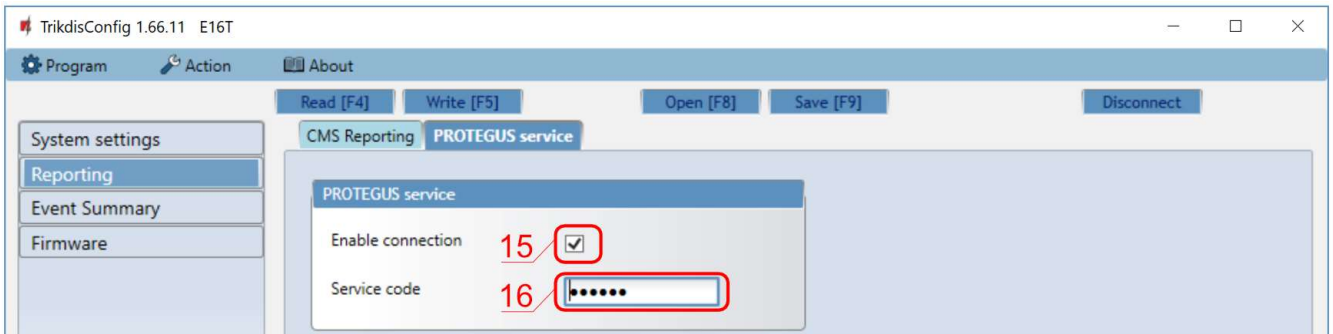 TrikdisConfig 1.66.11 E16T
Program Action About
Read [F4] Write [F5] Open [F8] Save [F9] Disconnect
System settings
Reporting
Event Summary
Firmware
CMS Reporting PROTEGUS service
PROTEGUS service
Enable connection 15
Service code 16 ••••••